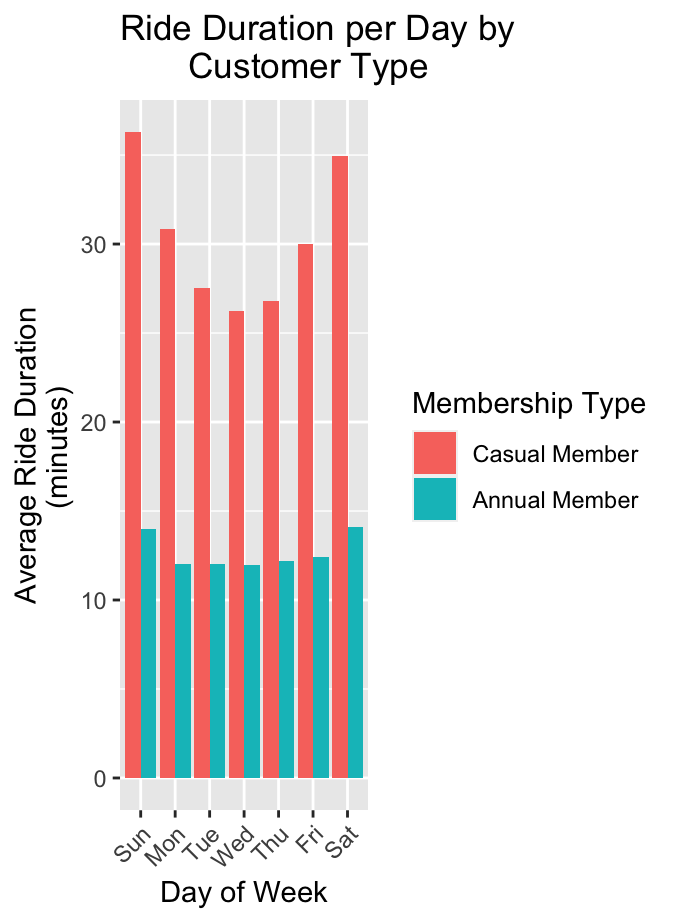 Ride Duration per Day by
Customer Type
Average Ride Duration
(minutes)
30
20
10
0
Sun
Mon
Tue
Wed
Thu
Fri
Sat
Day of Week
Membership Type
Casual Member
Annual Member